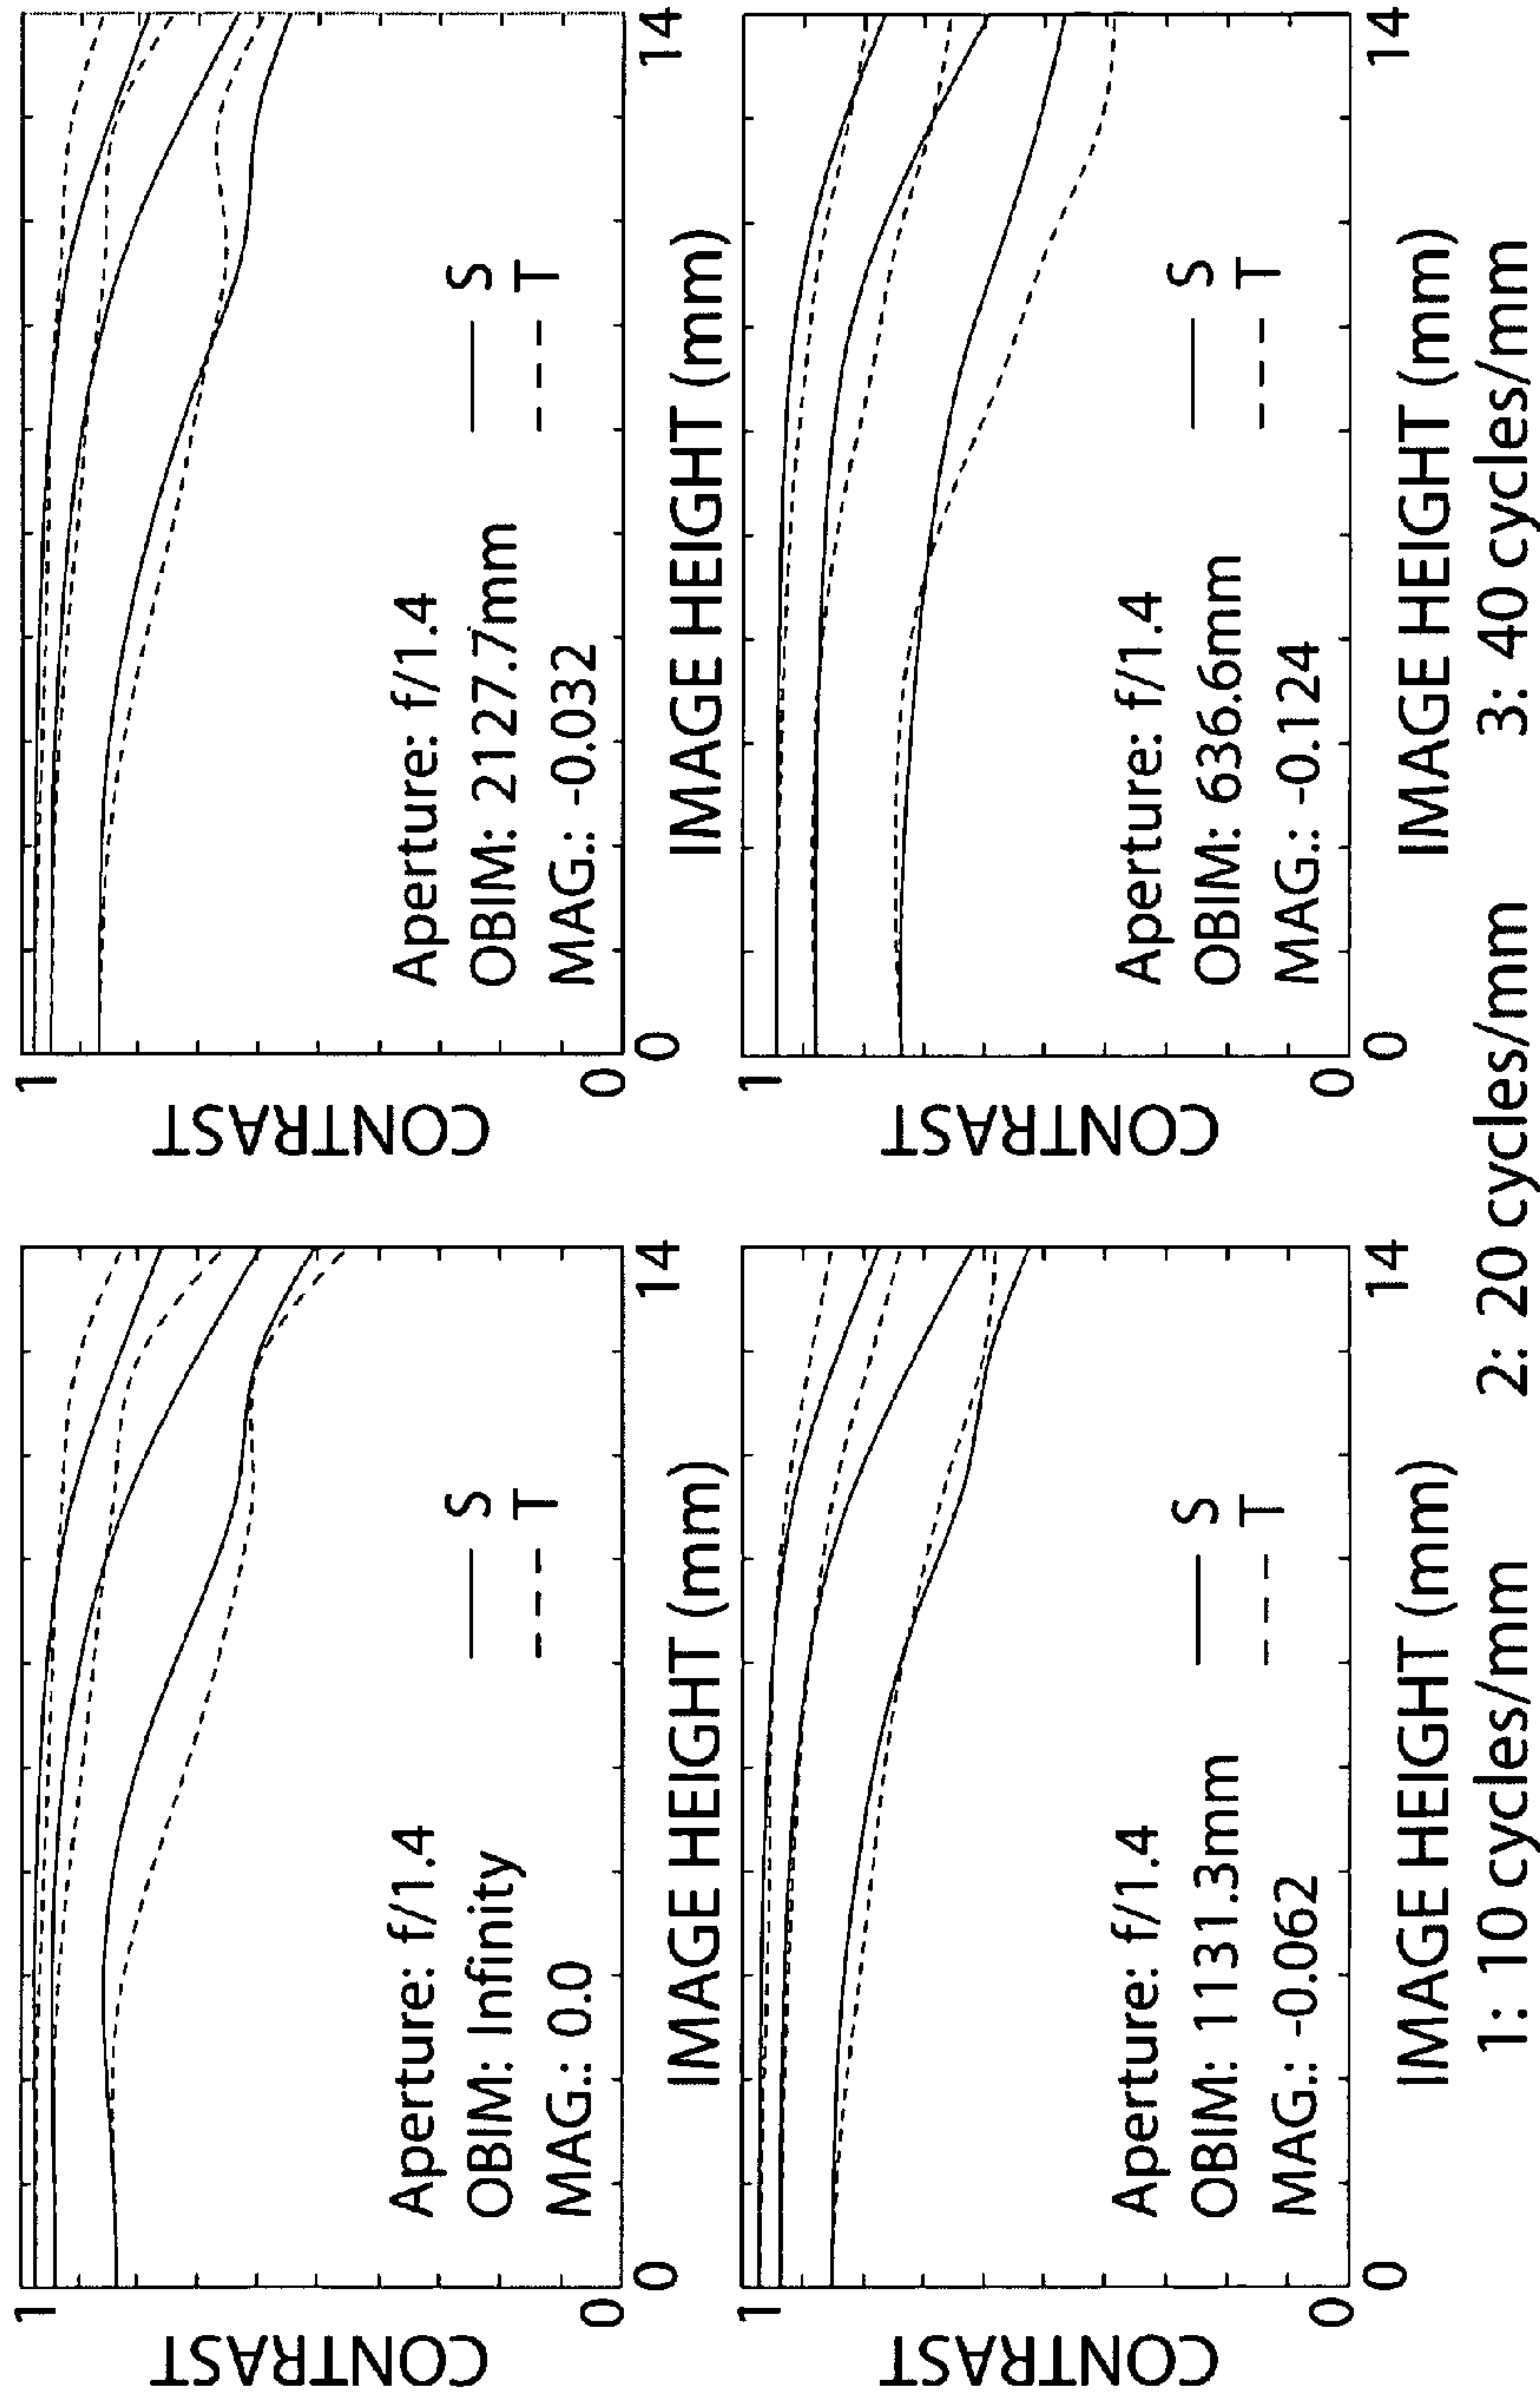 CONTRAST
1
0
Aperture: f/1.4
OBIM: Infinity
MAG.: 0.0
S
T
0
14
IMAGE HEIGHT (mm)
CONTRAST
1
0
Aperture: f/1.4
OBIM: 2127.7mm
MAG.: -0.032
S
T
0
14
IMAGE HEIGHT (mm)
CONTRAST
1
0
Aperture: f/1.4
OBIM: 1131.3mm
MAG.: -0.062
S
T
0
14
IMAGE HEIGHT (mm)
CONTRAST
1
0
Aperture: f/1.4
OBIM: 636.6mm
MAG.: -0.124
S
T
0
14
IMAGE HEIGHT (mm)
1: 10 cycles/mm 2: 20 cycles/mm 3: 40 cycles/mm